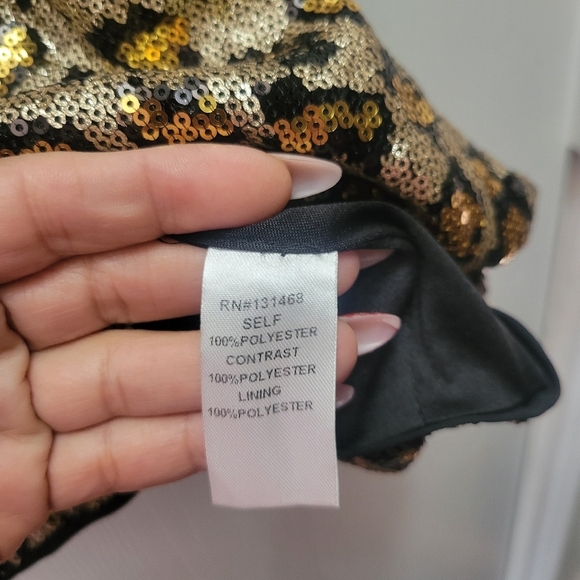 RN#131468
SELF
100%POLYESTER
CONTRAST
100%POLYESTER
LINING
100%POLYESTER